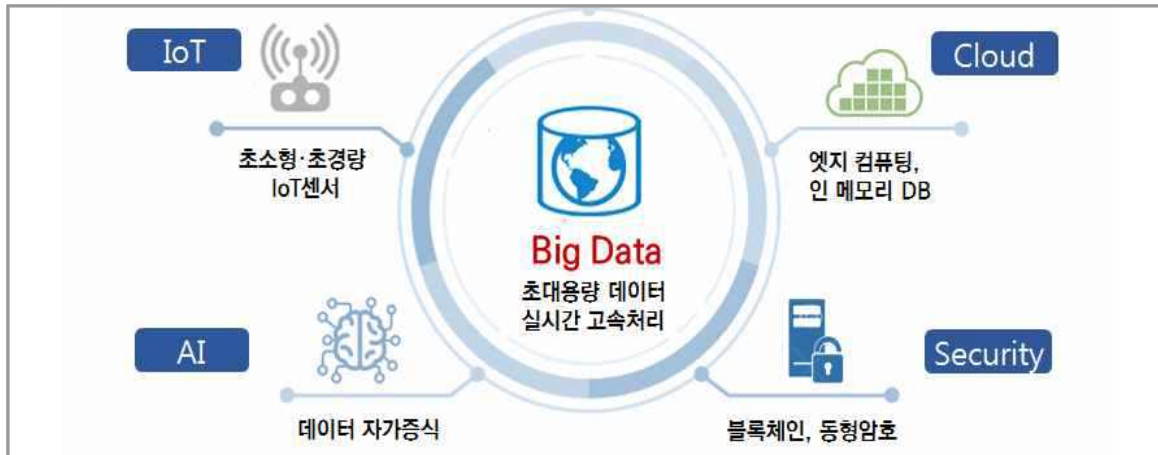 IoT
초소형·초경량
IoT센서
Cloud
엣지 컴퓨팅,
인 메모리 DB
Big Data
초대용량 데이터
실시간 고속처리
AI
데이터 자가증식
Security
블록체인, 동형암호